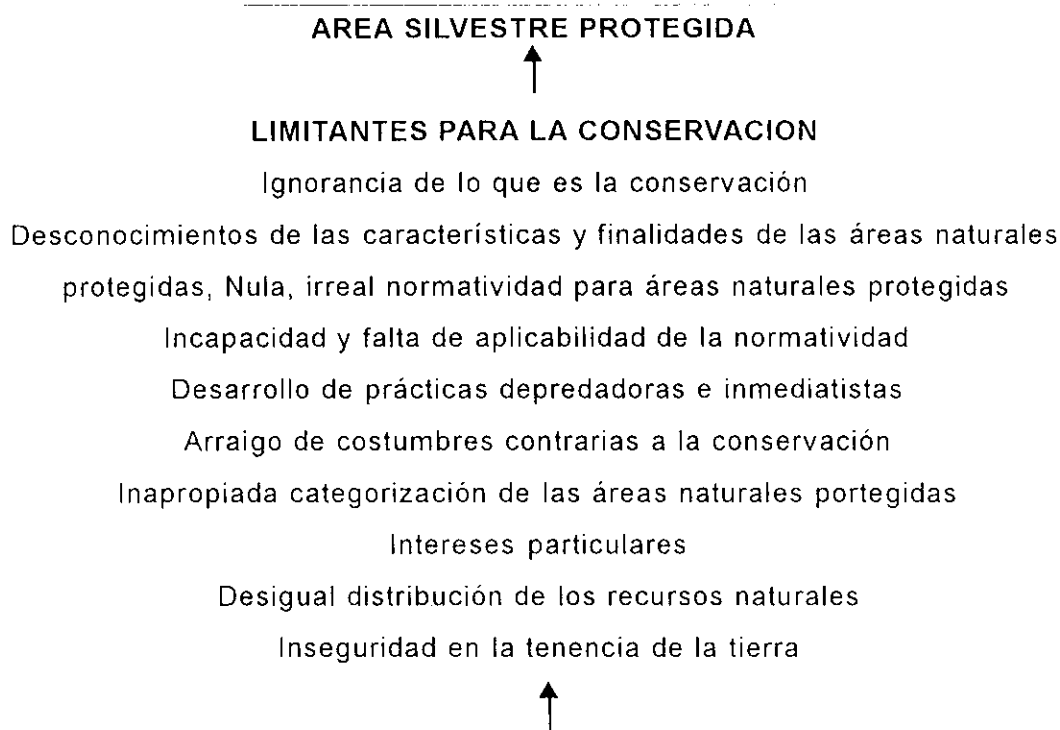 AREA SILVESTRE PROTEGIDA
LIMITANTES PARA LA CONSERVACION
Ignorancia de lo que es la conservación
Desconocimientos de las características y finalidades de las áreas naturales
protegidas, Nula, irreal normatividad para áreas naturales protegidas
Incapacidad y falta de aplicabilidad de la normatividad
Desarrollo de prácticas depredadoras e inmediatistas
Arraigo de costumbres contrarias a la conservación
Inapropiada categorización de las áreas naturales portegidas
Intereses particulares
Desigual distribución de los recursos naturales
Inseguridad en la tenencia de la tierra